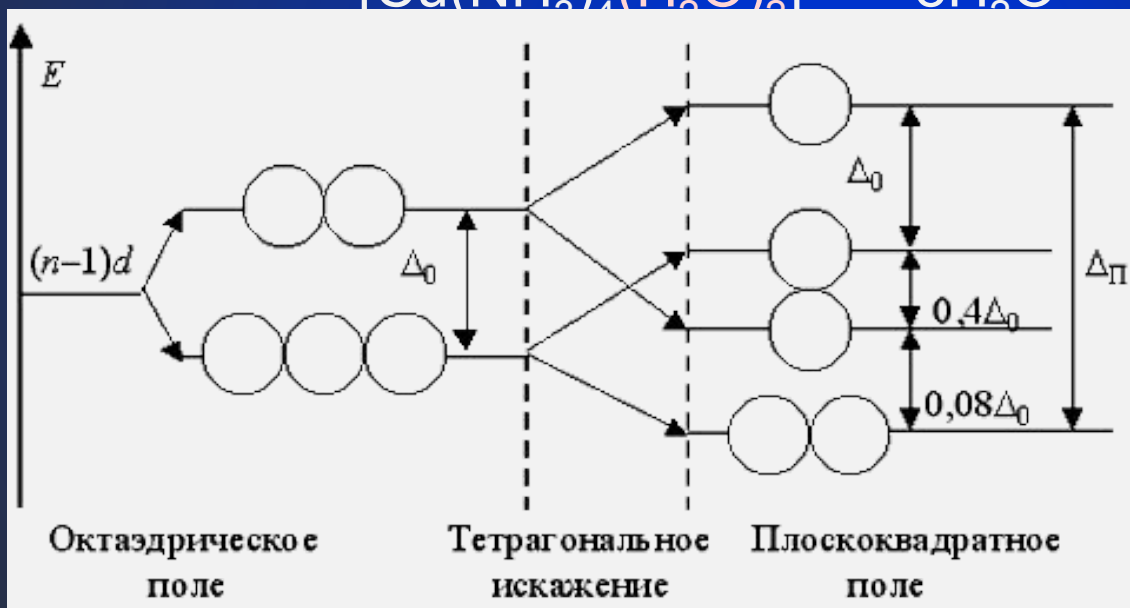 E
(n–1)d
Δ₀
Δ₀
0,4Δ₀
0,08Δ₀
Δп
Октаэдрическое
поле
Тетрагональное
искажение
Плоскоквадратное
поле